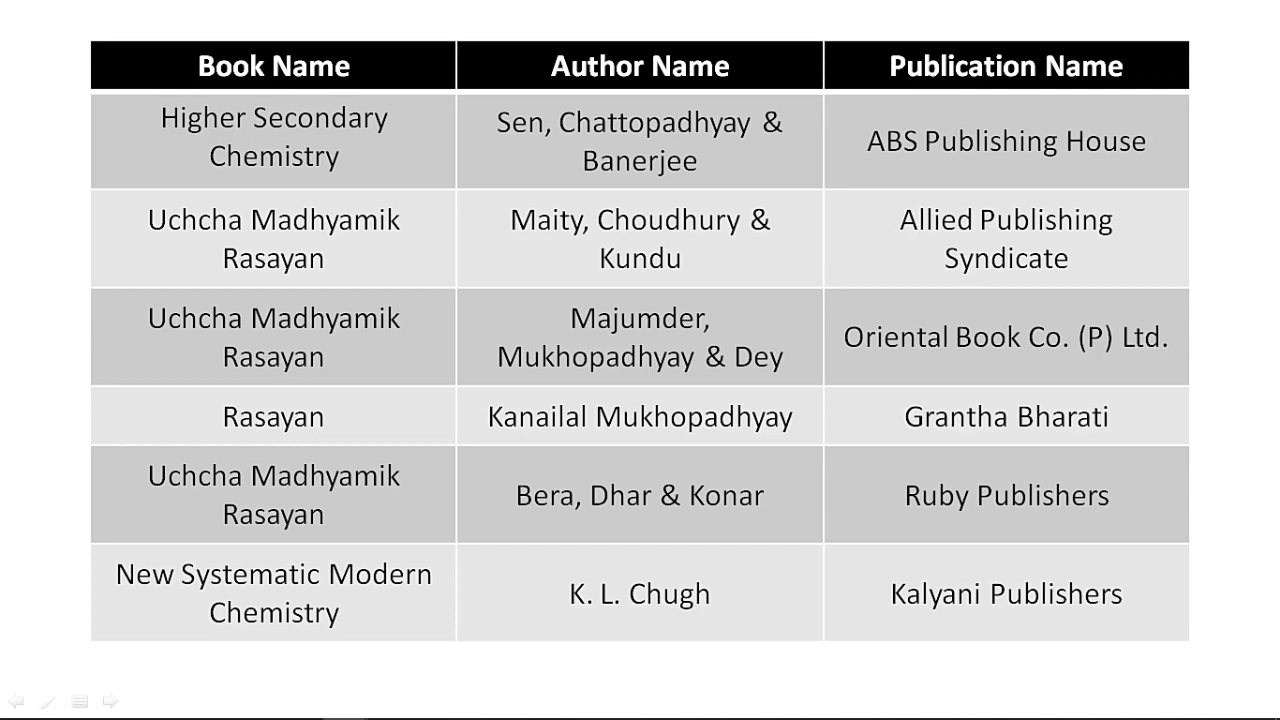 Book Name
Author Name
Publication Name
Higher Secondary
Chemistry
Sen, Chattopadhyay &
Banerjee
ABS Publishing House
Uchcha Madhyamik
Rasayan
Maity, Choudhury &
Kundu
Allied Publishing
Syndicate
Uchcha Madhyamik
Rasayan
Majumder,
Mukhopadhyay & Dey
Oriental Book Co. (P) Ltd.
Rasayan
Kanailal Mukhopadhyay
Grantha Bharati
Uchcha Madhyamik
Rasayan
Bera, Dhar & Konar
Ruby Publishers
New Systematic Modern
Chemistry
K. L. Chugh
Kalyani Publishers